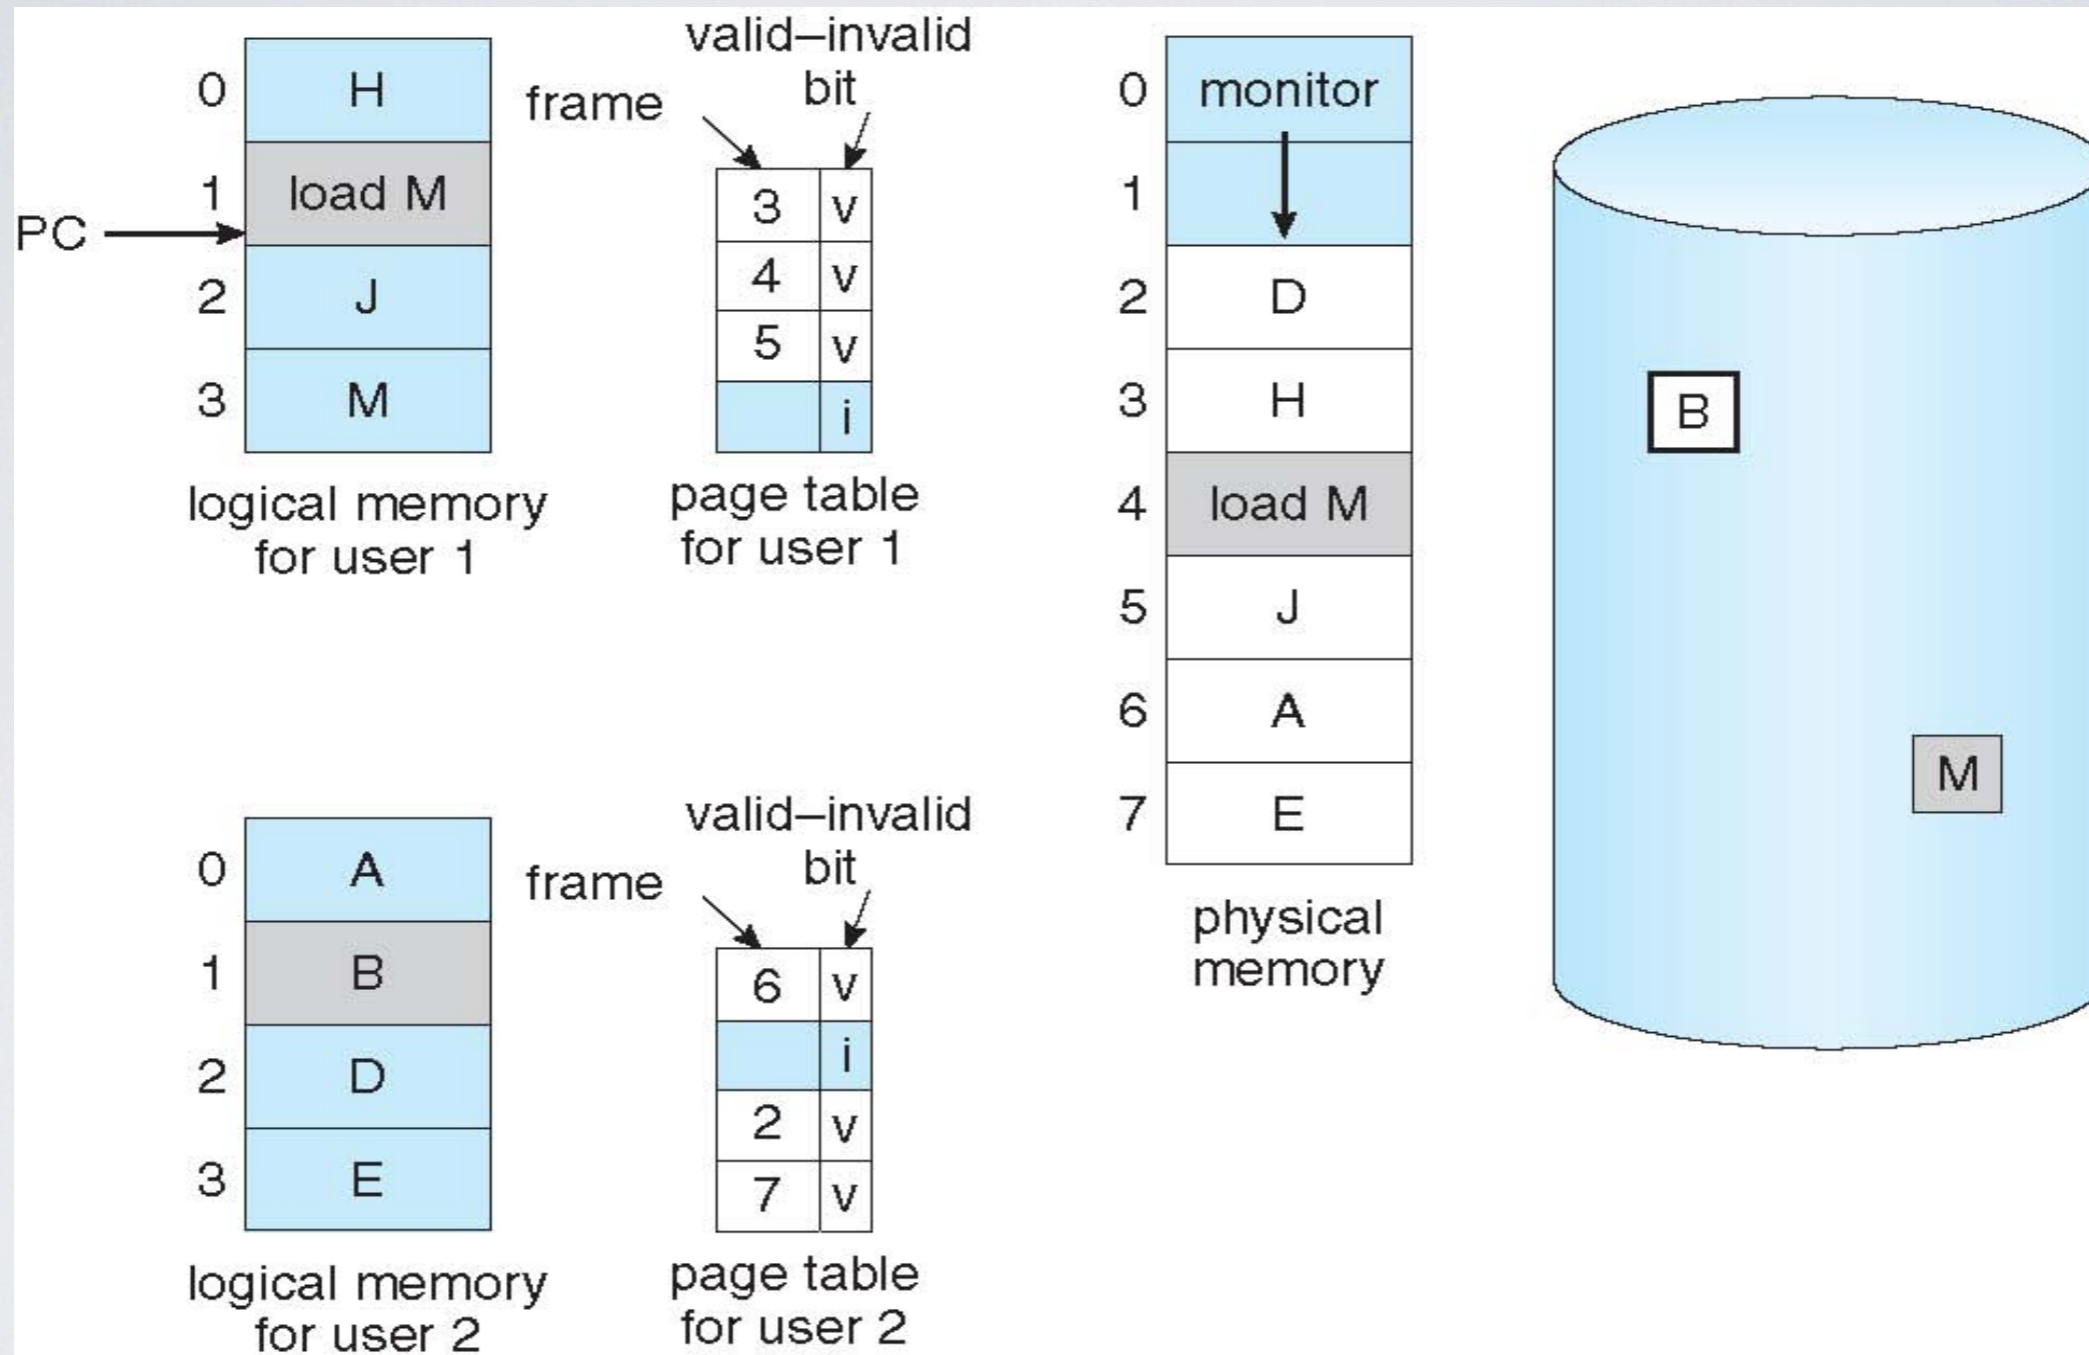 valid–invalid
bit
frame
0 H
1 load M
PC
2 J
3 M
3 v
4 v
5 v
i
logical memory
for user 1
page table
for user 1
0 monitor
1
2 D
3 H
4 load M
5 J
6 A
7 E
physical
memory
B
M
valid–invalid
bit
frame
0 A
1 B
2 D
3 E
6 v
i
2 v
7 v
logical memory
for user 2
page table
for user 2